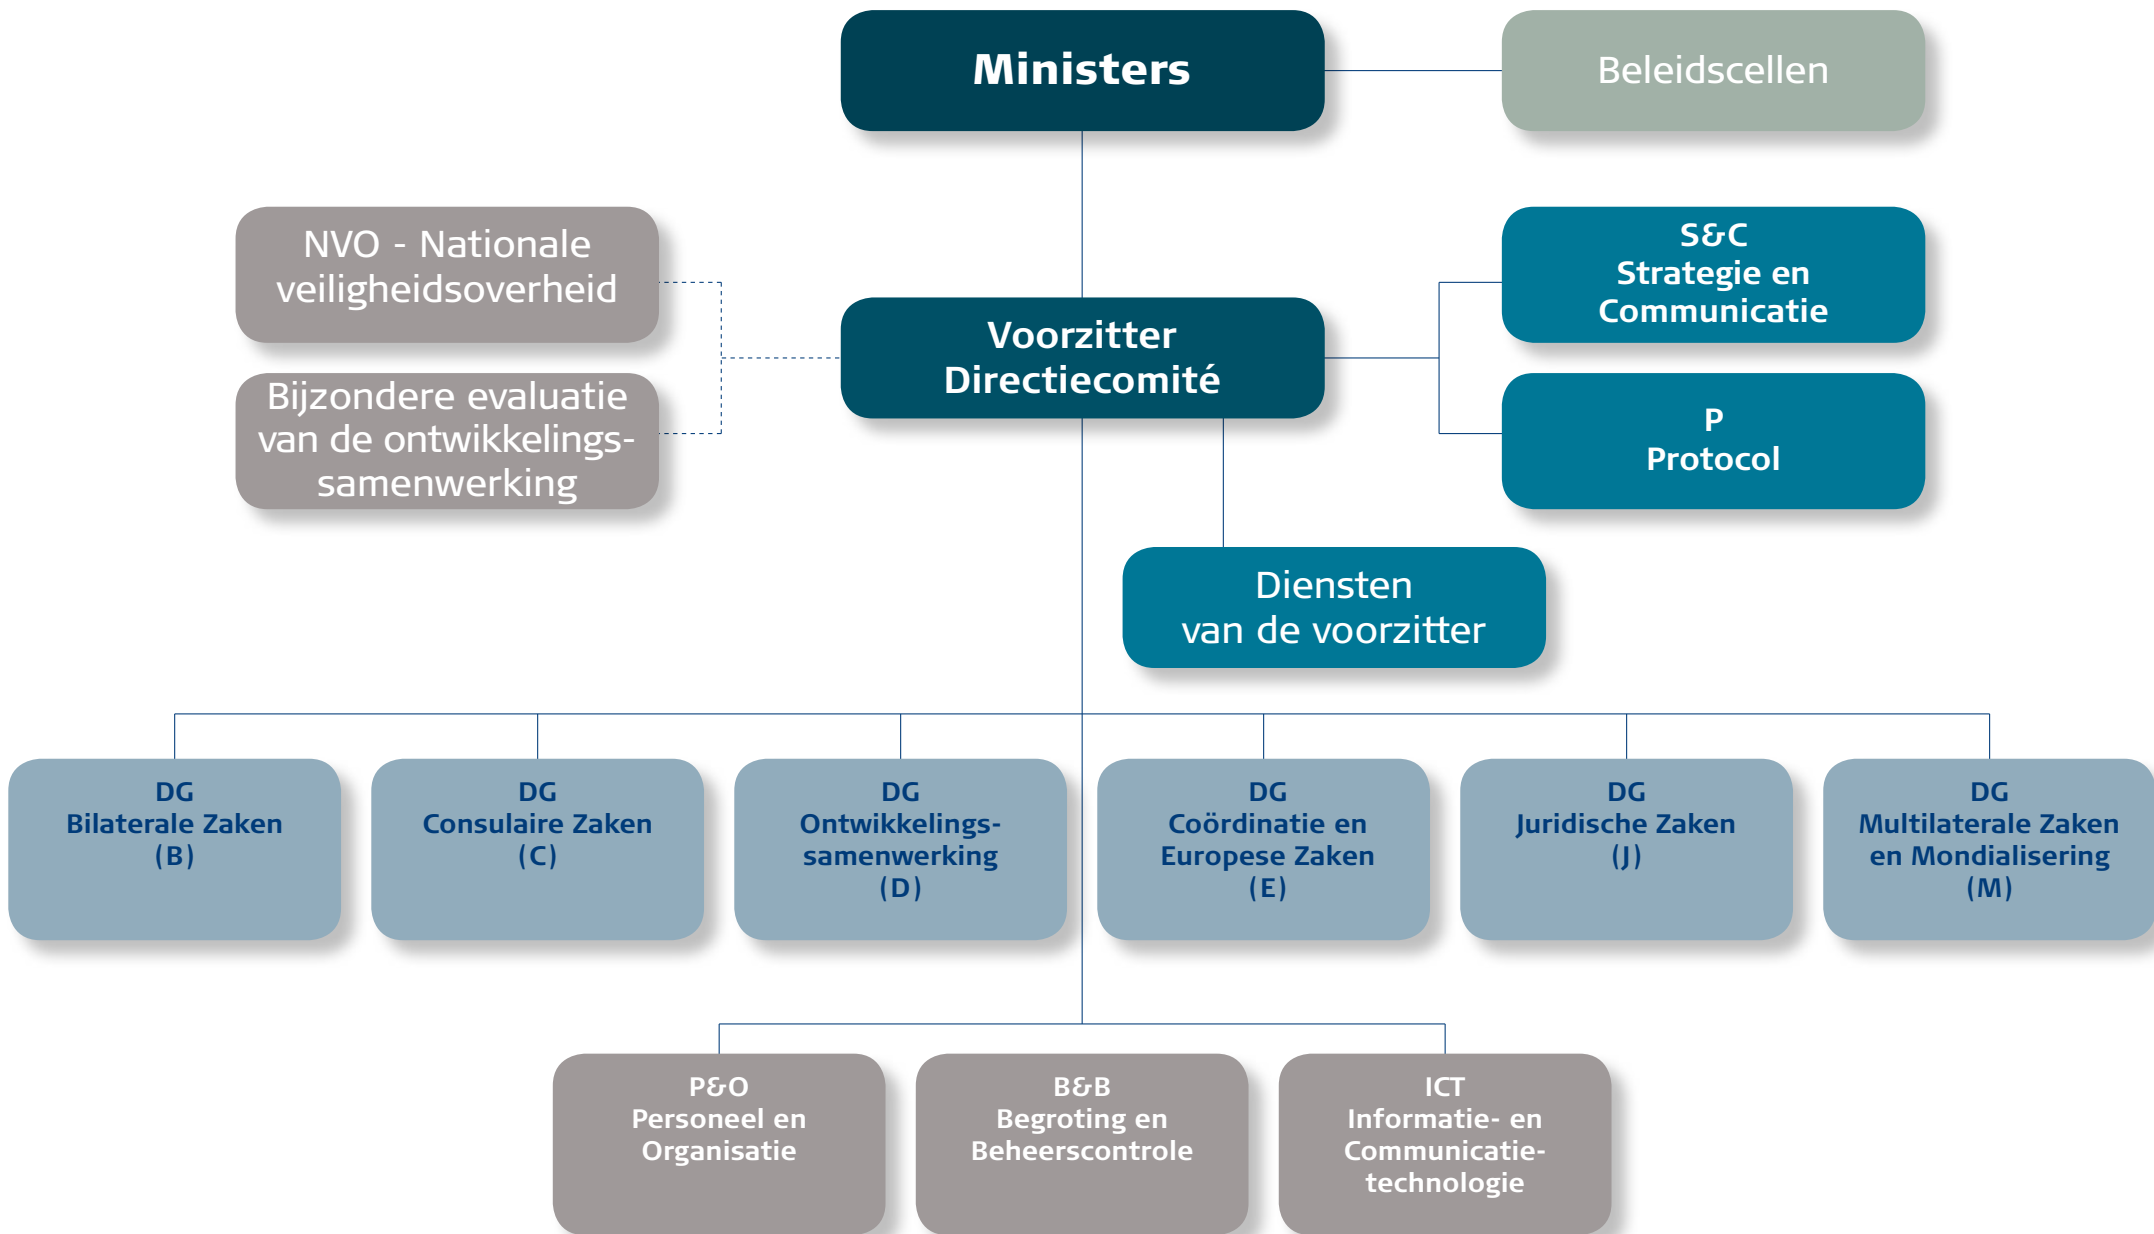 Ministers
Beleidscellen
NVO - Nationale
veiligheidsoverheid
Bijzondere evaluatie
van de ontwikkelings-
samenwerking
Voorzitter
Directiecomité
S&C
Strategie en
Communicatie
P
Protocol
Diensten
van de voorzitter
DG
Bilaterale Zaken
(B)
DG
Consulaire Zaken
(C)
DG
Ontwikkelings-
samenwerking
(D)
DG
Coördinatie en
Europese Zaken
(E)
DG
Juridische Zaken
(J)
DG
Multilaterale Zaken
en Mondialisering
(M)
P&O
Personeel en
Organisatie
B&B
Begroting en
Beheerscontrole
ICT
Informatie- en
Communicatie-
technologie